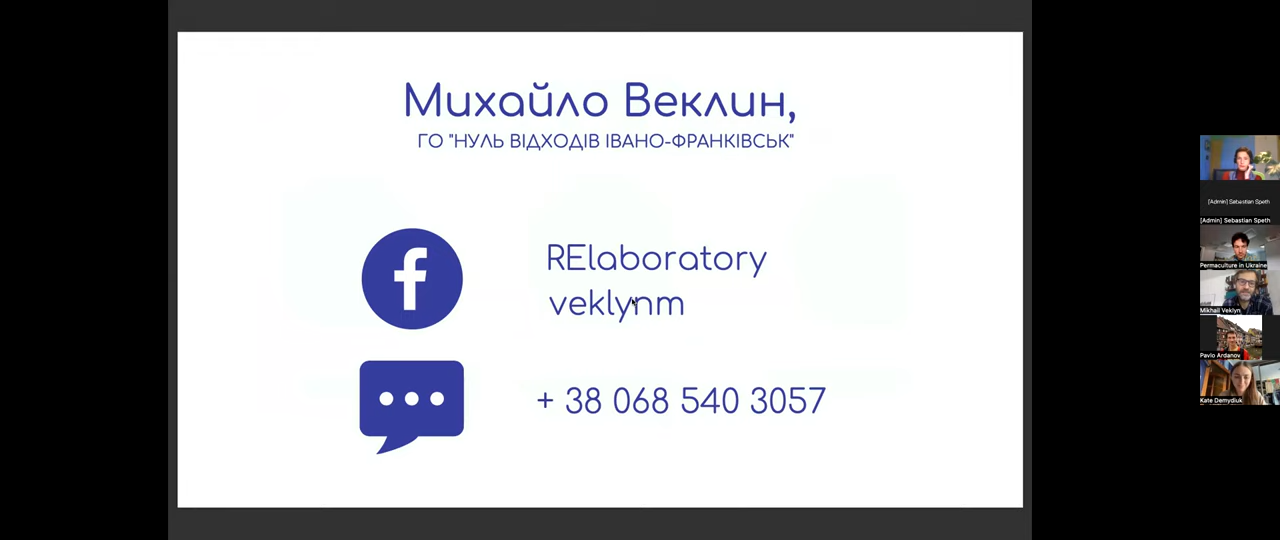 Михайло Веклин,
ГО "НУЛЬ ВІДХОДІВ ІВАНО-ФРАНКІВСЬК"
RElaboratory
veklynm
+ 38 068 540 3057
[Admin] Sebastian Speth
[Admin] Sebastian Speth
Permaculture in Ukraine
Mikhail Veklyn
Pavlo Ardanov
Kate Demydiuk